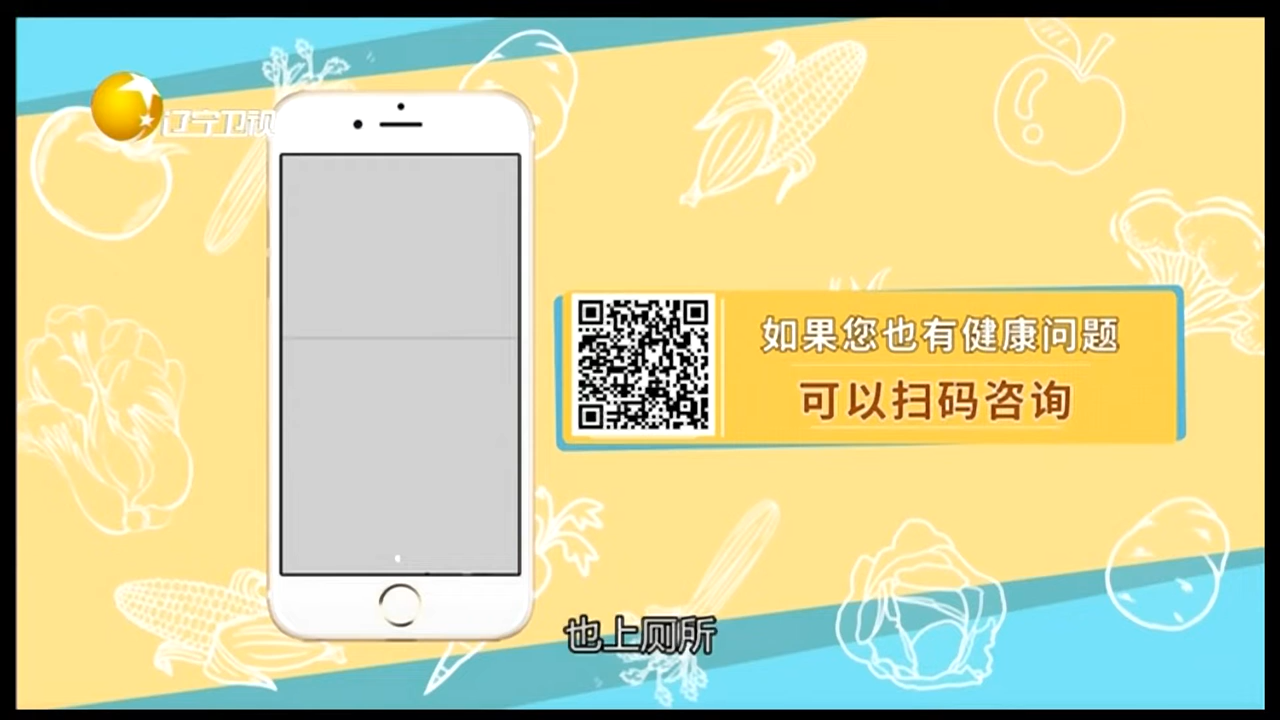 辽宁卫视
如果您也有健康问题
可以扫码咨询
也上厕所